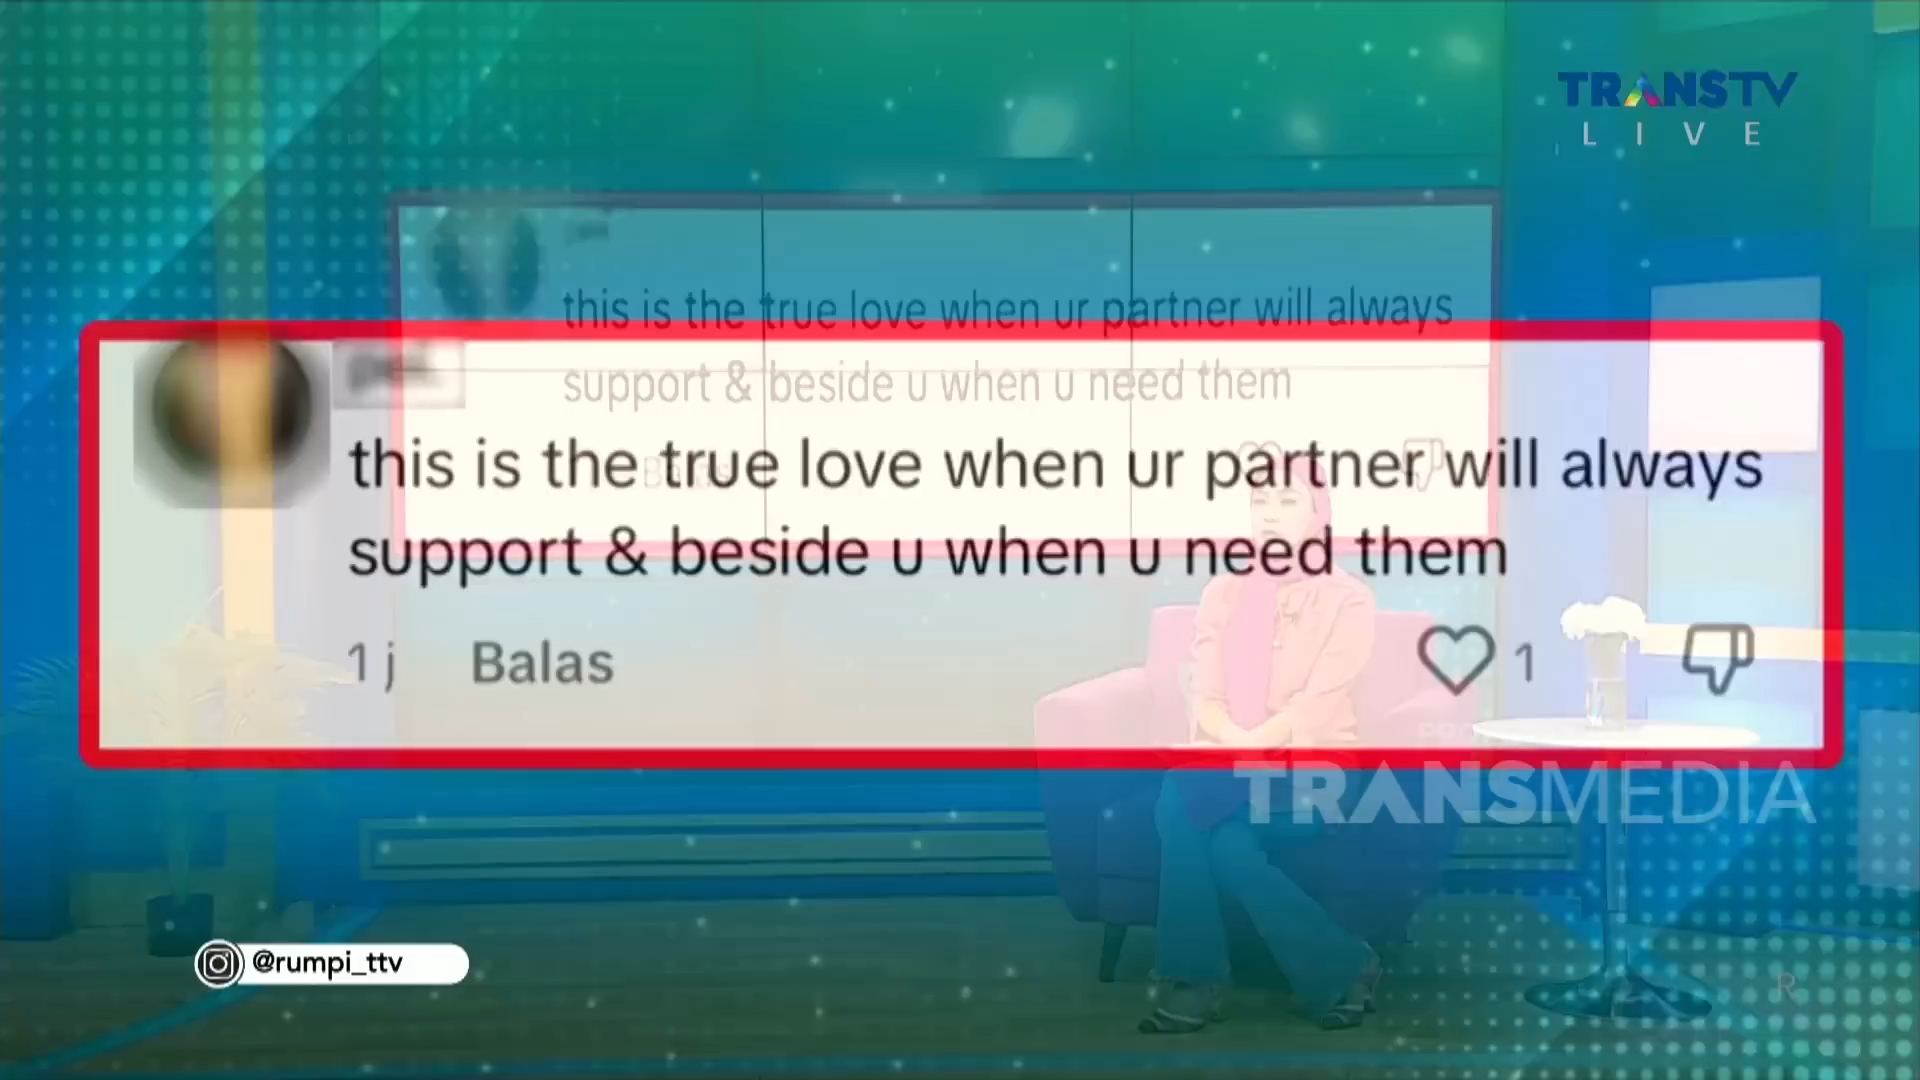 TRANSTV
LIVE
this is the true love when ur partner will always
support & beside u when u need them
this is the true love when ur partner will always
support & beside u when u need them
1 j Balas 1
TRANSMEDIA
@rumpi_ttv
R